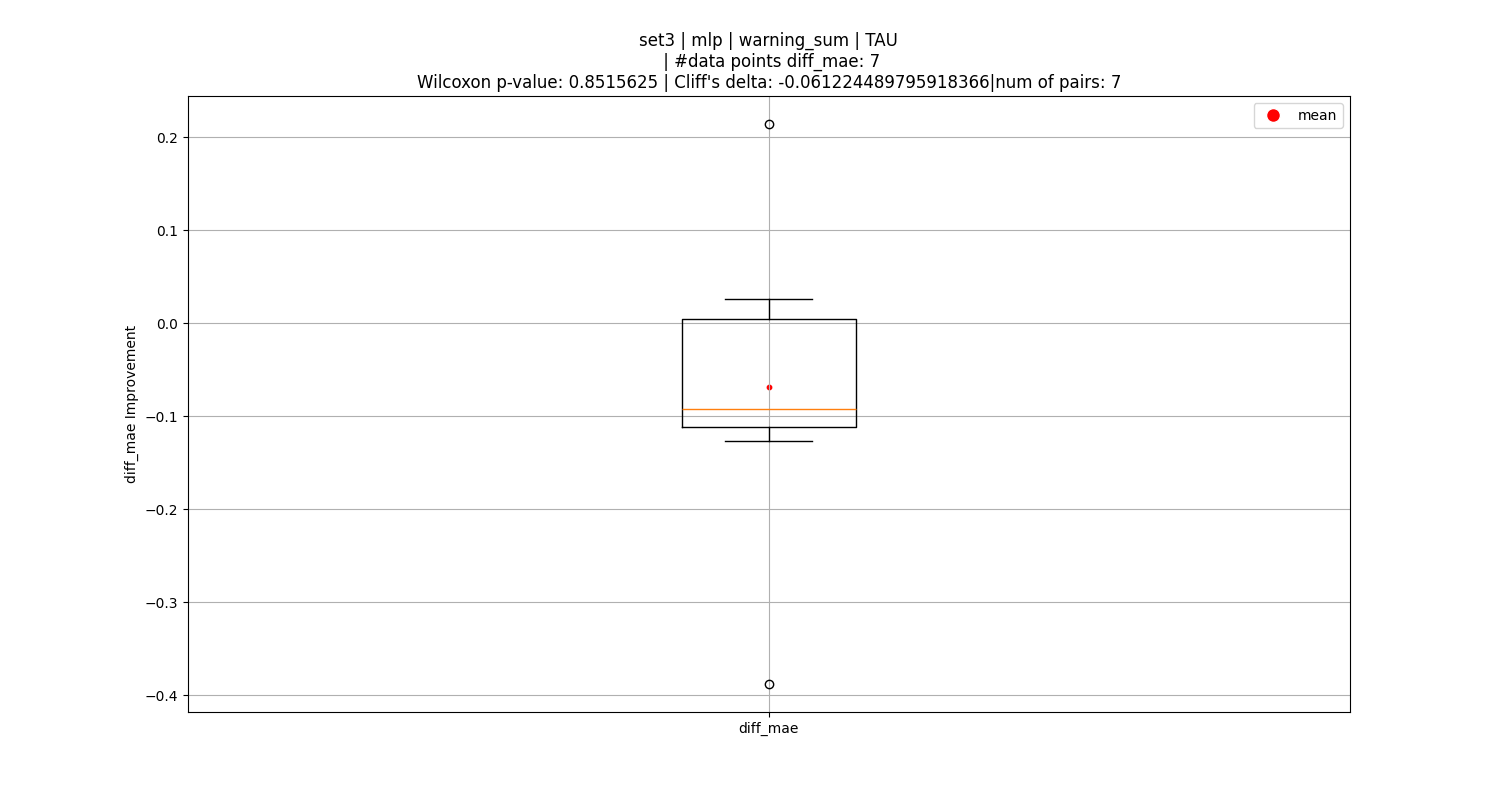 set3 | mlp | warning_sum | TAU
| #data points diff_mae: 7
Wilcoxon p-value: 0.8515625 | Cliff's delta: -0.061224489795918366|num of pairs: 7
mean
0.2
0.1
0.0
−0.1
−0.2
−0.3
−0.4
diff_mae Improvement
diff_mae